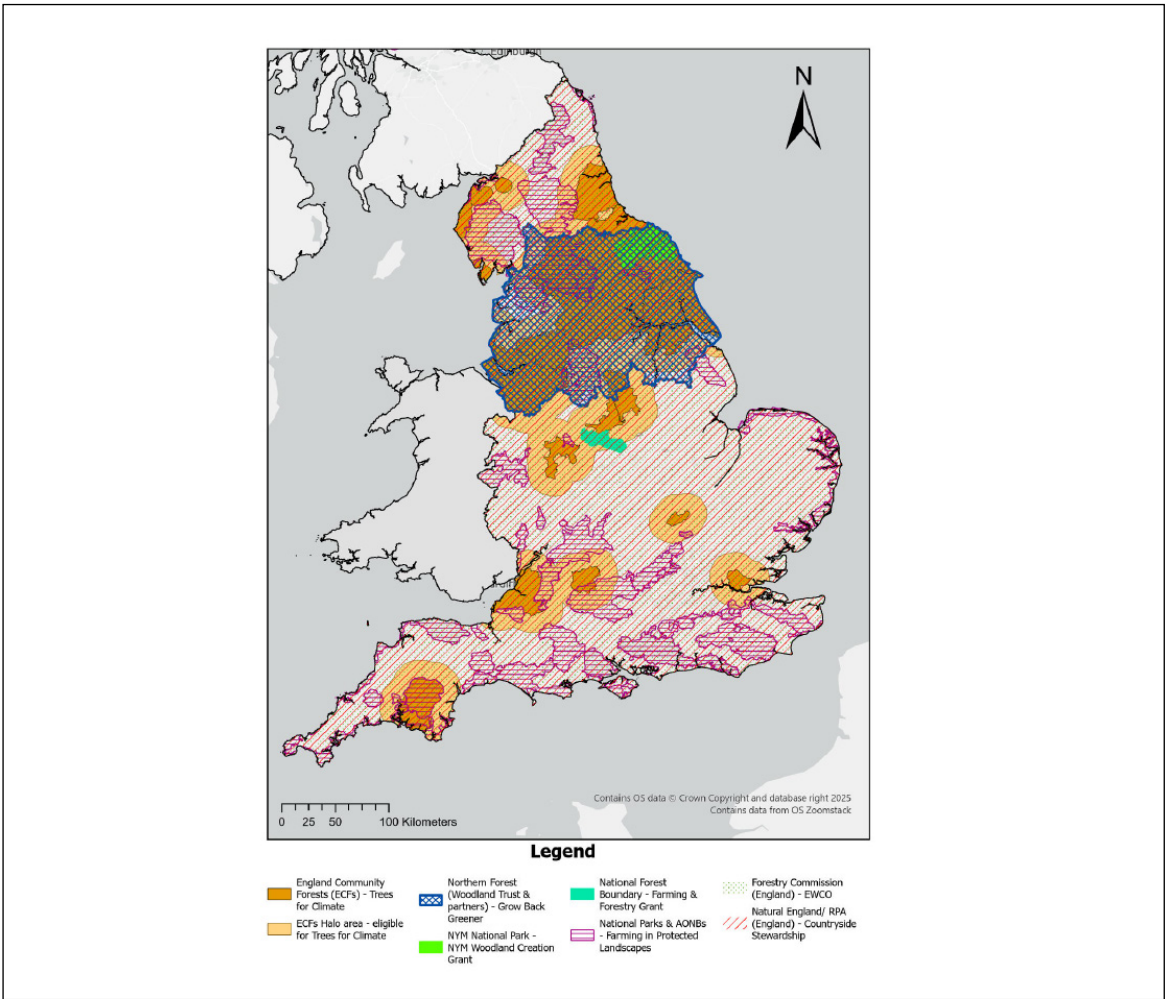 Edinburgh
N
Contains OS data © Crown Copyright and database right 2025
Contains data from OS Zoomstack
0 25 50 100 Kilometers
Legend
England Community
Forests (ECFs) - Trees
for Climate
ECFs Halo area - eligible
for Trees for Climate
Northern Forest
(Woodland Trust &
partners) - Grow Back
Greener
NYM National Park -
NYM Woodland Creation
Grant
National Forest
Boundary - Farming &
Forestry Grant
National Parks & AONBs
- Farming in Protected
Landscapes
Forestry Commission
(England) - EWCO
Natural England/ RPA
(England) - Countryside
Stewardship